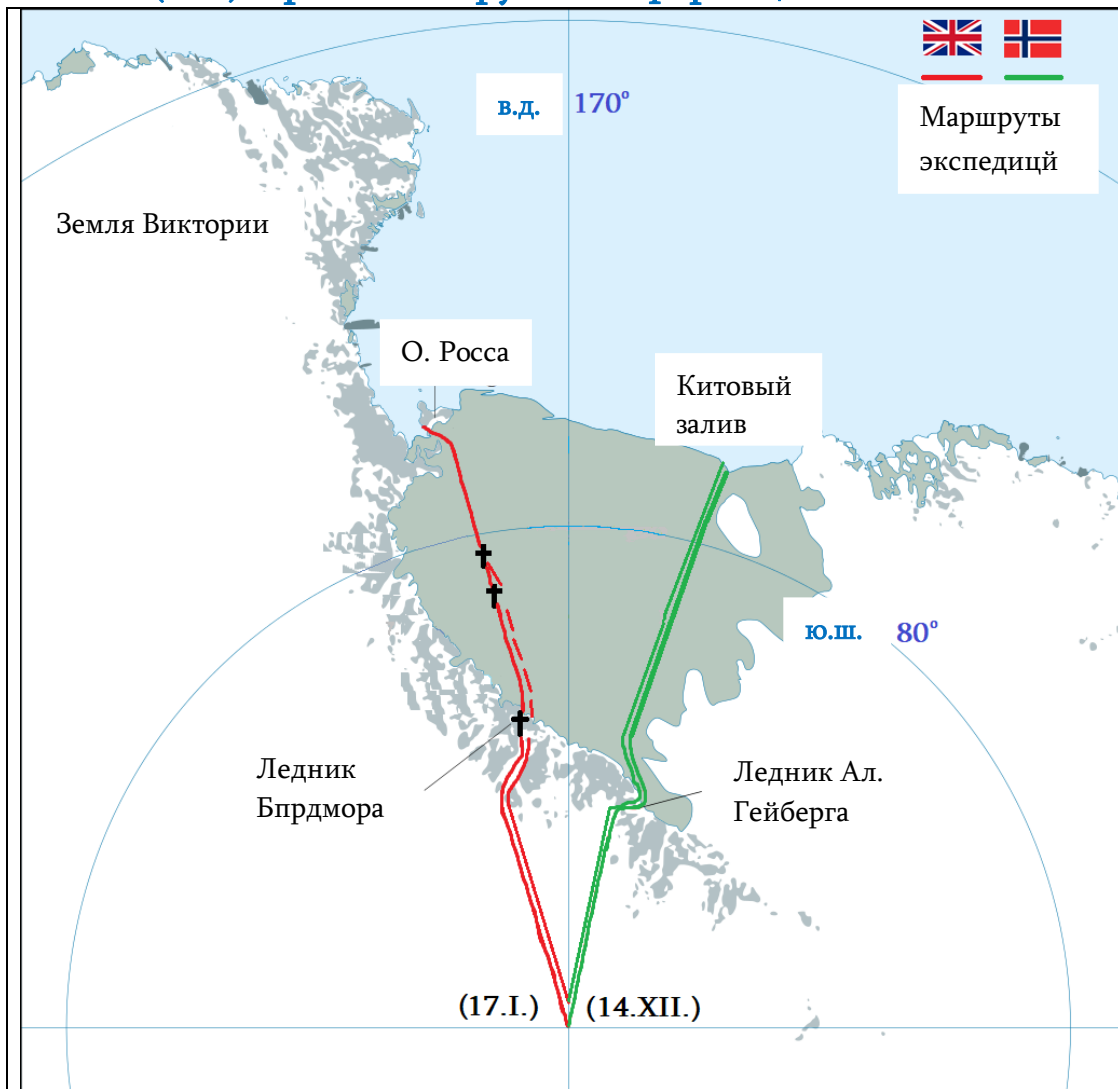 в.д. 170°
Маршруты
экспедицй
Земля Виктории
О. Росса
Китовый
залив
ю.ш. 80°
Ледник
Бпрдмора
Ледник Ал.
Гейберга
(17.I.) (14.XII.)